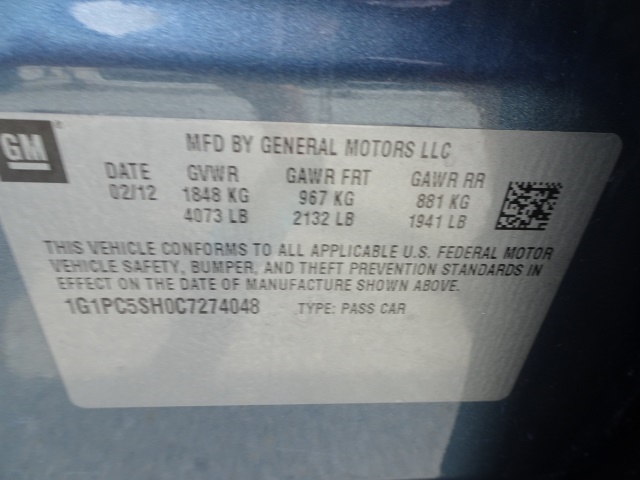 GM
MFD BY GENERAL MOTORS LLC
DATE GVWR GAWR FRT GAWR RR
02/12 1848 KG 967 KG 881 KG
4073 LB 2132 LB 1941 LB
THIS VEHICLE CONFORMS TO ALL APPLICABLE U.S. FEDERAL MOTOR
VEHICLE SAFETY, BUMPER, AND THEFT PREVENTION STANDARDS IN
EFFECT ON THE DATE OF MANUFACTURE SHOWN ABOVE.
1G1PC5SH0C7274048 TYPE: PASS CAR